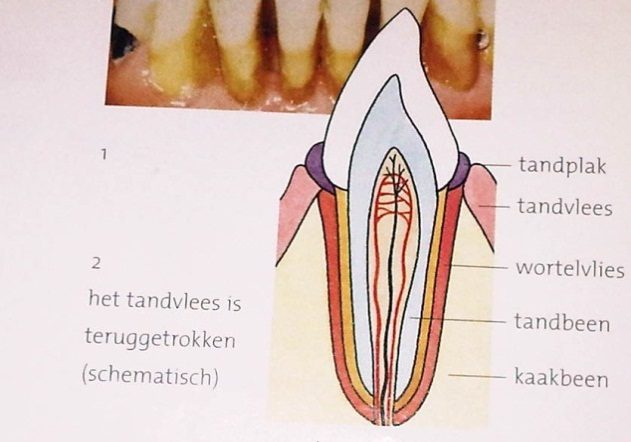 1
tandplak
tandvlees
2
het tandvlees is
teruggetrokken
(schematisch)
wortelvlies
tandbeen
kaakbeen